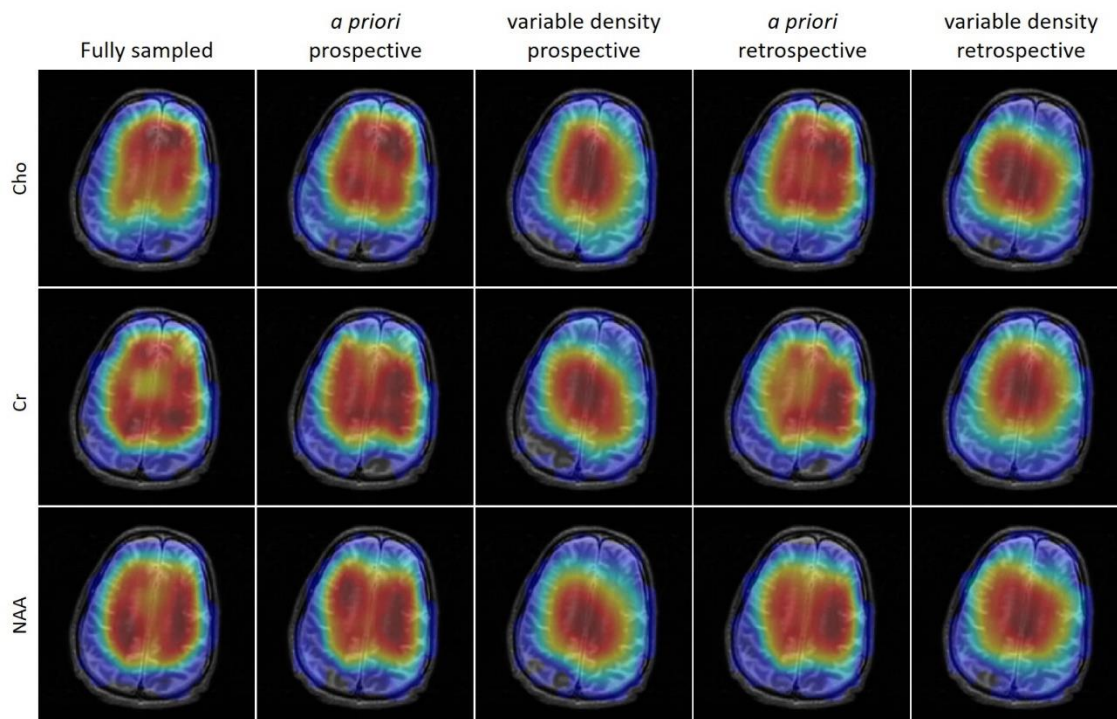 Fully sampled
a priori
prospective
variable density
prospective
a priori
retrospective
variable density
retrospective
Cho
Cr
NAA